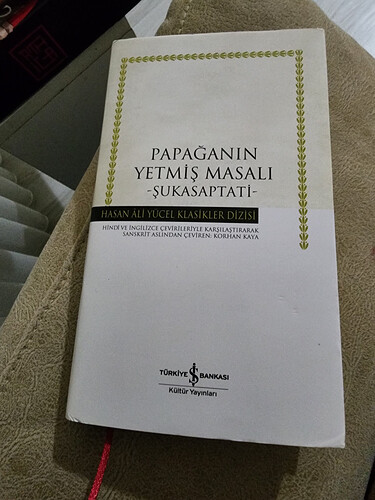 PAPAĞANIN
YETMİŞ MASALI
-ŞUKASAPTATİ-
HASAN ÂLİ YÜCEL KLASİKLER DİZİSİ
HİNDÎ VE İNGİLİZCE ÇEVİRİLERİYLE KARŞILAŞTIRARAK
SANSKRİT ASLINDAN ÇEVİREN: KORHAN KAYA
TÜRKİYE İŞ BANKASI
Kültür Yayınları